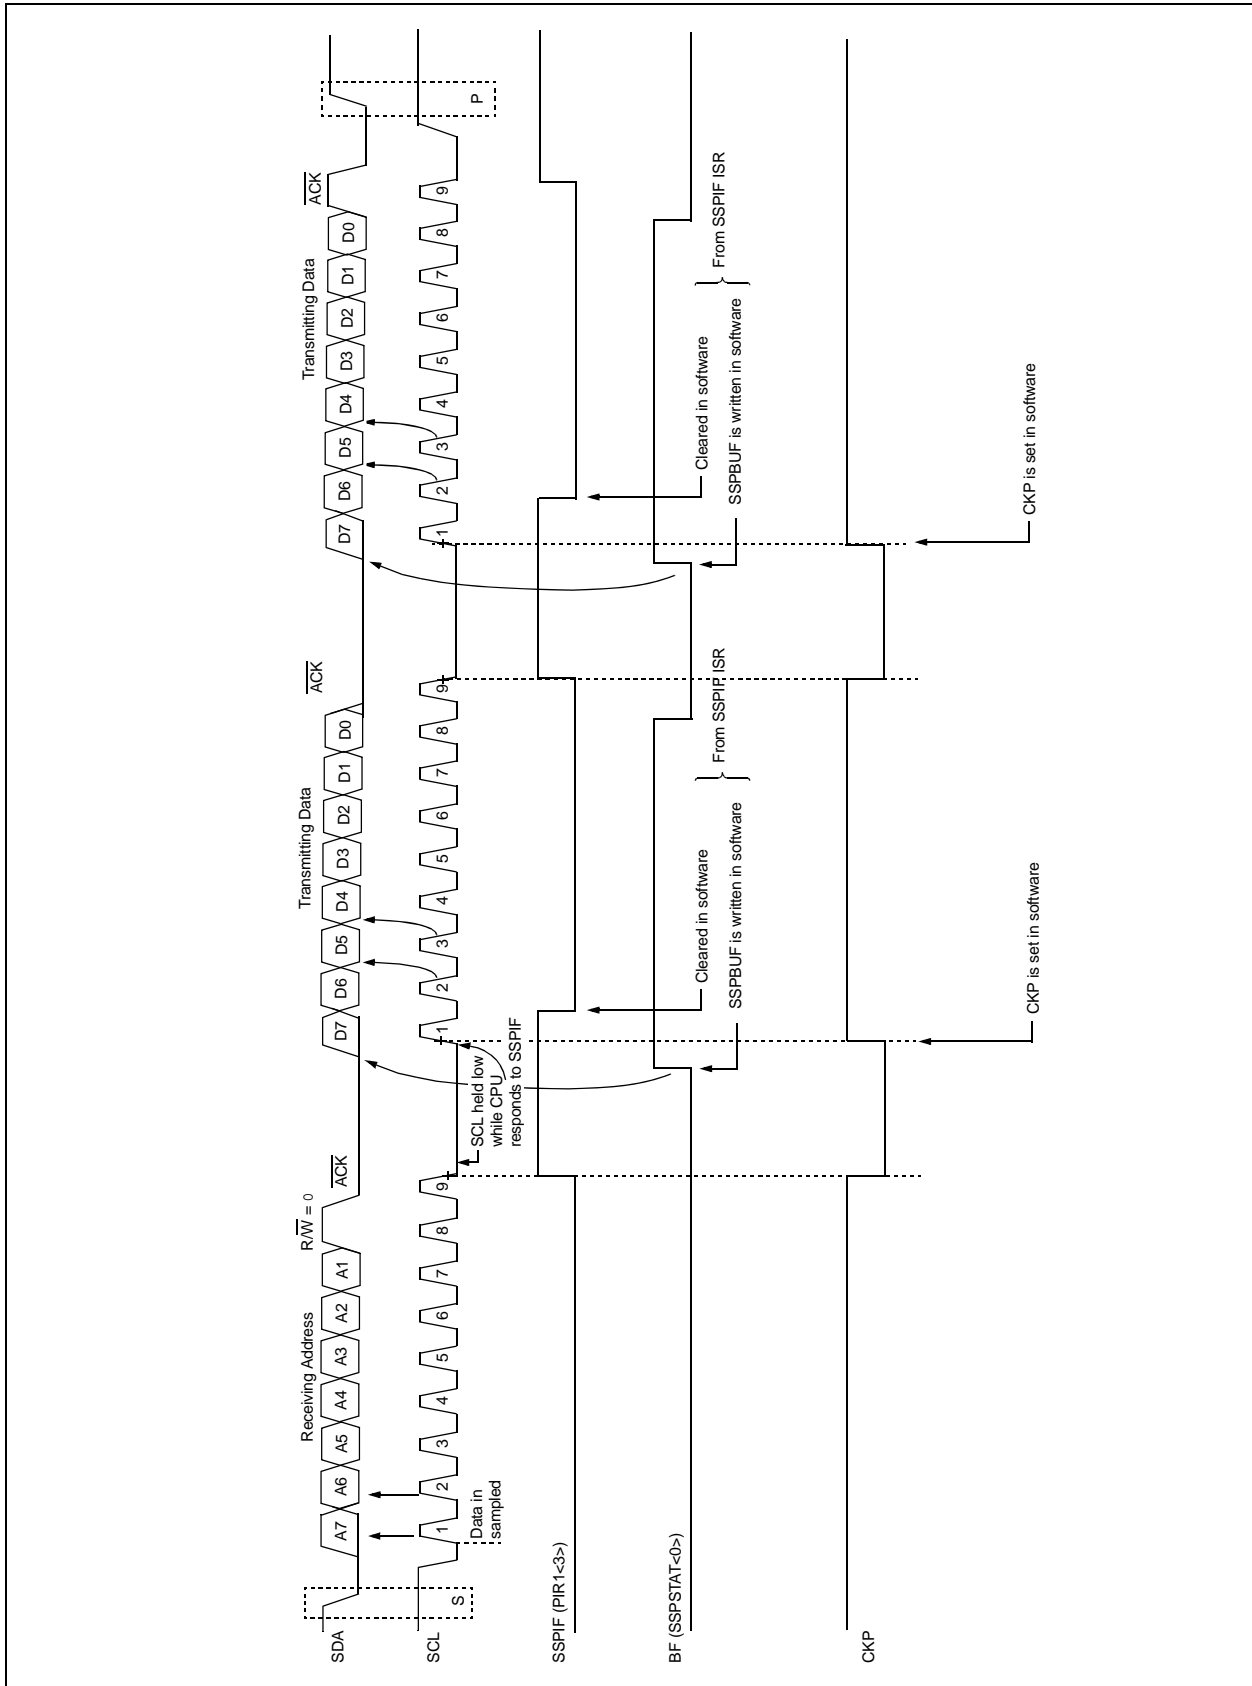 Receiving Address
R/W = 0
ACK
Transmitting Data
ACK
Transmitting Data
ACK
SDA
A7 A6 A5 A4 A3 A2 A1
D7 D6 D5 D4 D3 D2 D1 D0
D7 D6 D5 D4 D3 D2 D1 D0
SCL
1 2 3 4 5 6 7 8 9
1 2 3 4 5 6 7 8 9
1 2 3 4 5 6 7 8 9
S
Data in
sampled
SCL held low
while CPU
responds to SSPIF
P
SSPIF (PIR1<3>)
BF (SSPSTAT<0>)
Cleared in software
SSPBUF is written in software
From SSPIF ISR
Cleared in software
SSPBUF is written in software
From SSPIF ISR
CKP
CKP is set in software
CKP is set in software